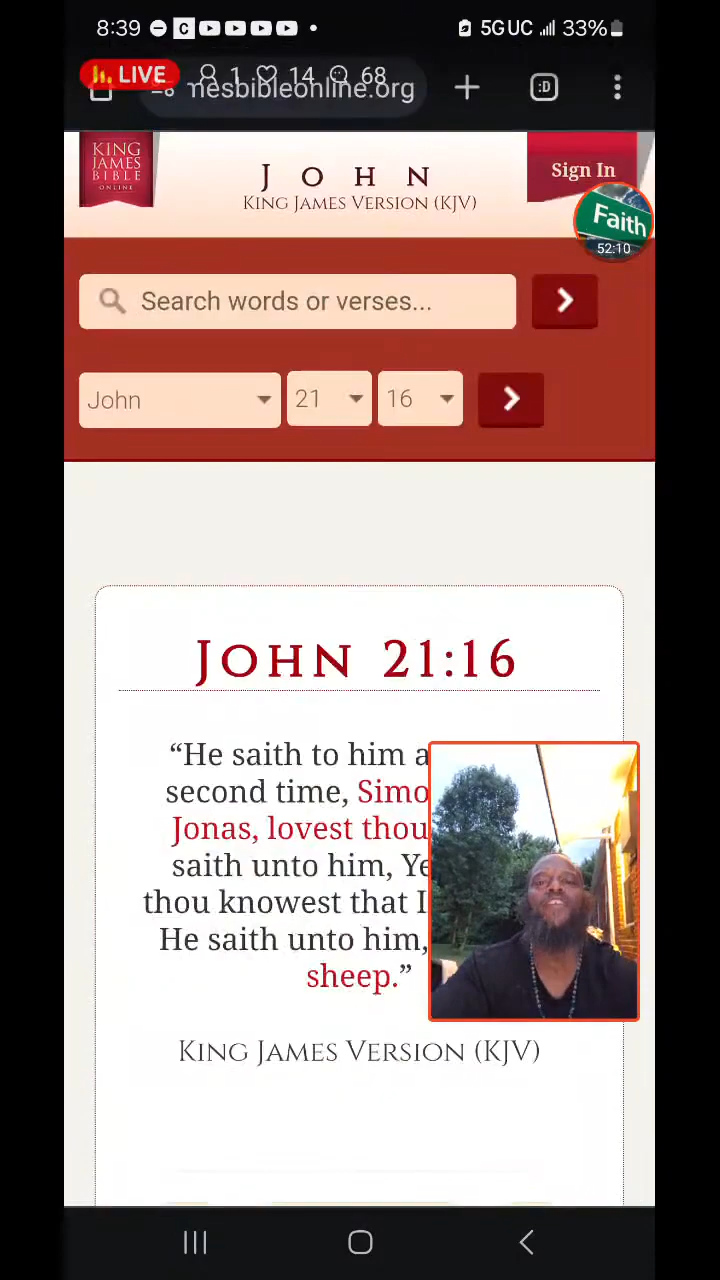 8:39 C 5G UC 33%
LIVE 1 14 68
nesbibleonline.org :D
KING
JAMES
BIBLE
ONLINE
JOHN
KING JAMES VERSION (KJV)
Sign In
Faith
52:10
Search words or verses...
John 21 16
JOHN 21:16
“He saith to him a
second time, Simo
Jonas, lovest thou
saith unto him, Ye
thou knowest that I
He saith unto him,
sheep.”
KING JAMES VERSION (KJV)